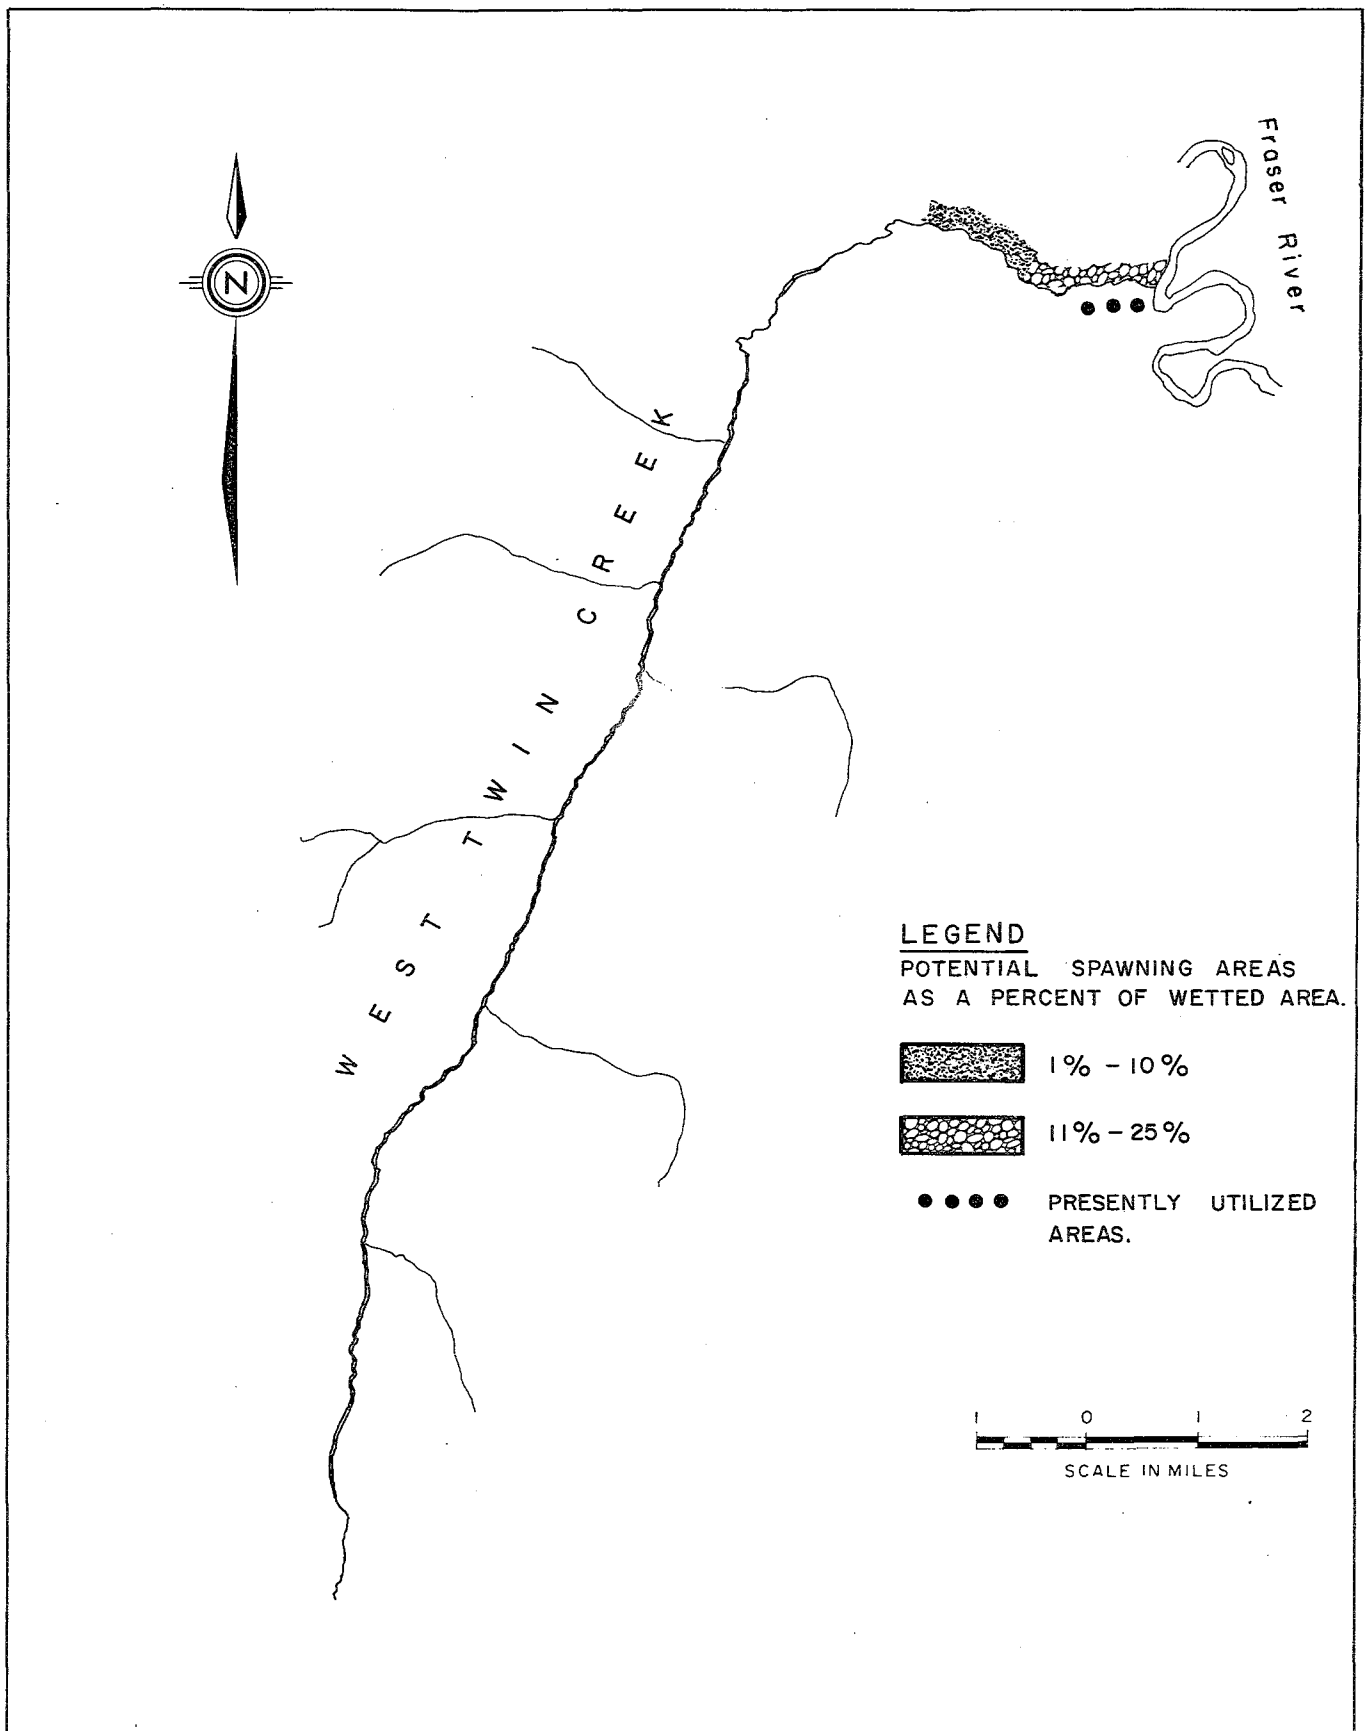 N
Fraser River
WEST TWIN CREEK
LEGEND
POTENTIAL SPAWNING AREAS
AS A PERCENT OF WETTED AREA.
1% - 10%
11% - 25%
PRESENTLY UTILIZED
AREAS.
1 0 1 2
SCALE IN MILES